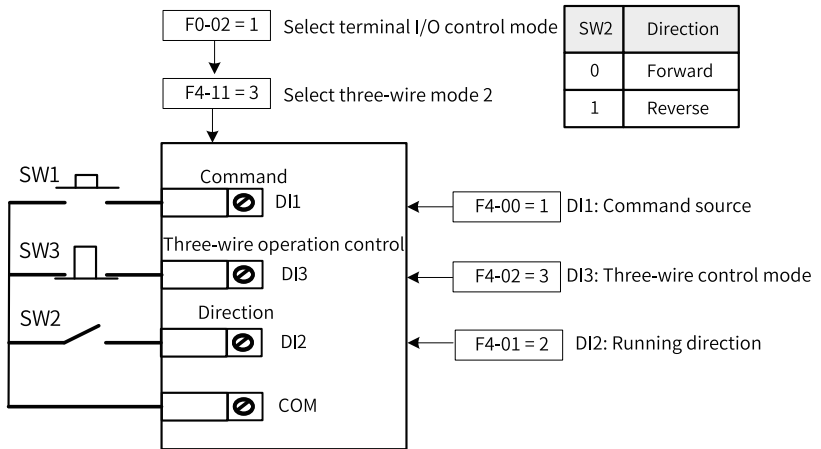 F0-02 = 1 Select terminal I/O control mode
F4-11 = 3 Select three-wire mode 2
SW2 Direction
0 Forward
1 Reverse
SW1
Command
DI1
F4-00 = 1 DI1: Command source
SW3
Three-wire operation control
DI3
F4-02 = 3 DI3: Three-wire control mode
SW2
Direction
DI2
F4-01 = 2 DI2: Running direction
COM